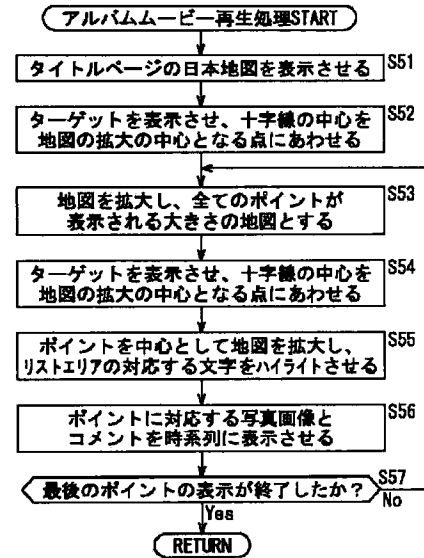 アルバムムービー再生処理START
タイトルページの日本地図を表示させる
S51
ターゲットを表示させ、十字線の中心を
地図の拡大の中心となる点にあわせる
S52
地図を拡大し、全てのポイントが
表示される大きさの地図とする
S53
ターゲットを表示させ、十字線の中心を
地図の拡大の中心となる点にあわせる
S54
ポイントを中心として地図を拡大し、
リストエリアの対応する文字をハイライトさせる
S55
ポイントに対応する写真画像と
コメントを時系列に表示させる
S56
最後のポイントの表示が終了したか？
S57
No
Yes
RETURN